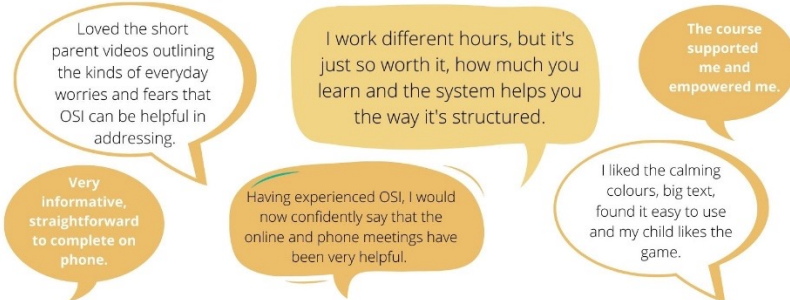 Loved the short
parent videos outlining
the kinds of everyday
worries and fears that
OSI can be helpful in
addressing.
I work different hours, but it's
just so worth it, how much you
learn and the system helps you
the way it's structured.
The course
supported
me and
empowered me.
Very
informative,
straightforward
to complete on
phone.
Having experienced OSI, I would
now confidently say that the
online and phone meetings have
been very helpful.
I liked the calming
colours, big text,
found it easy to use
and my child likes the
game.